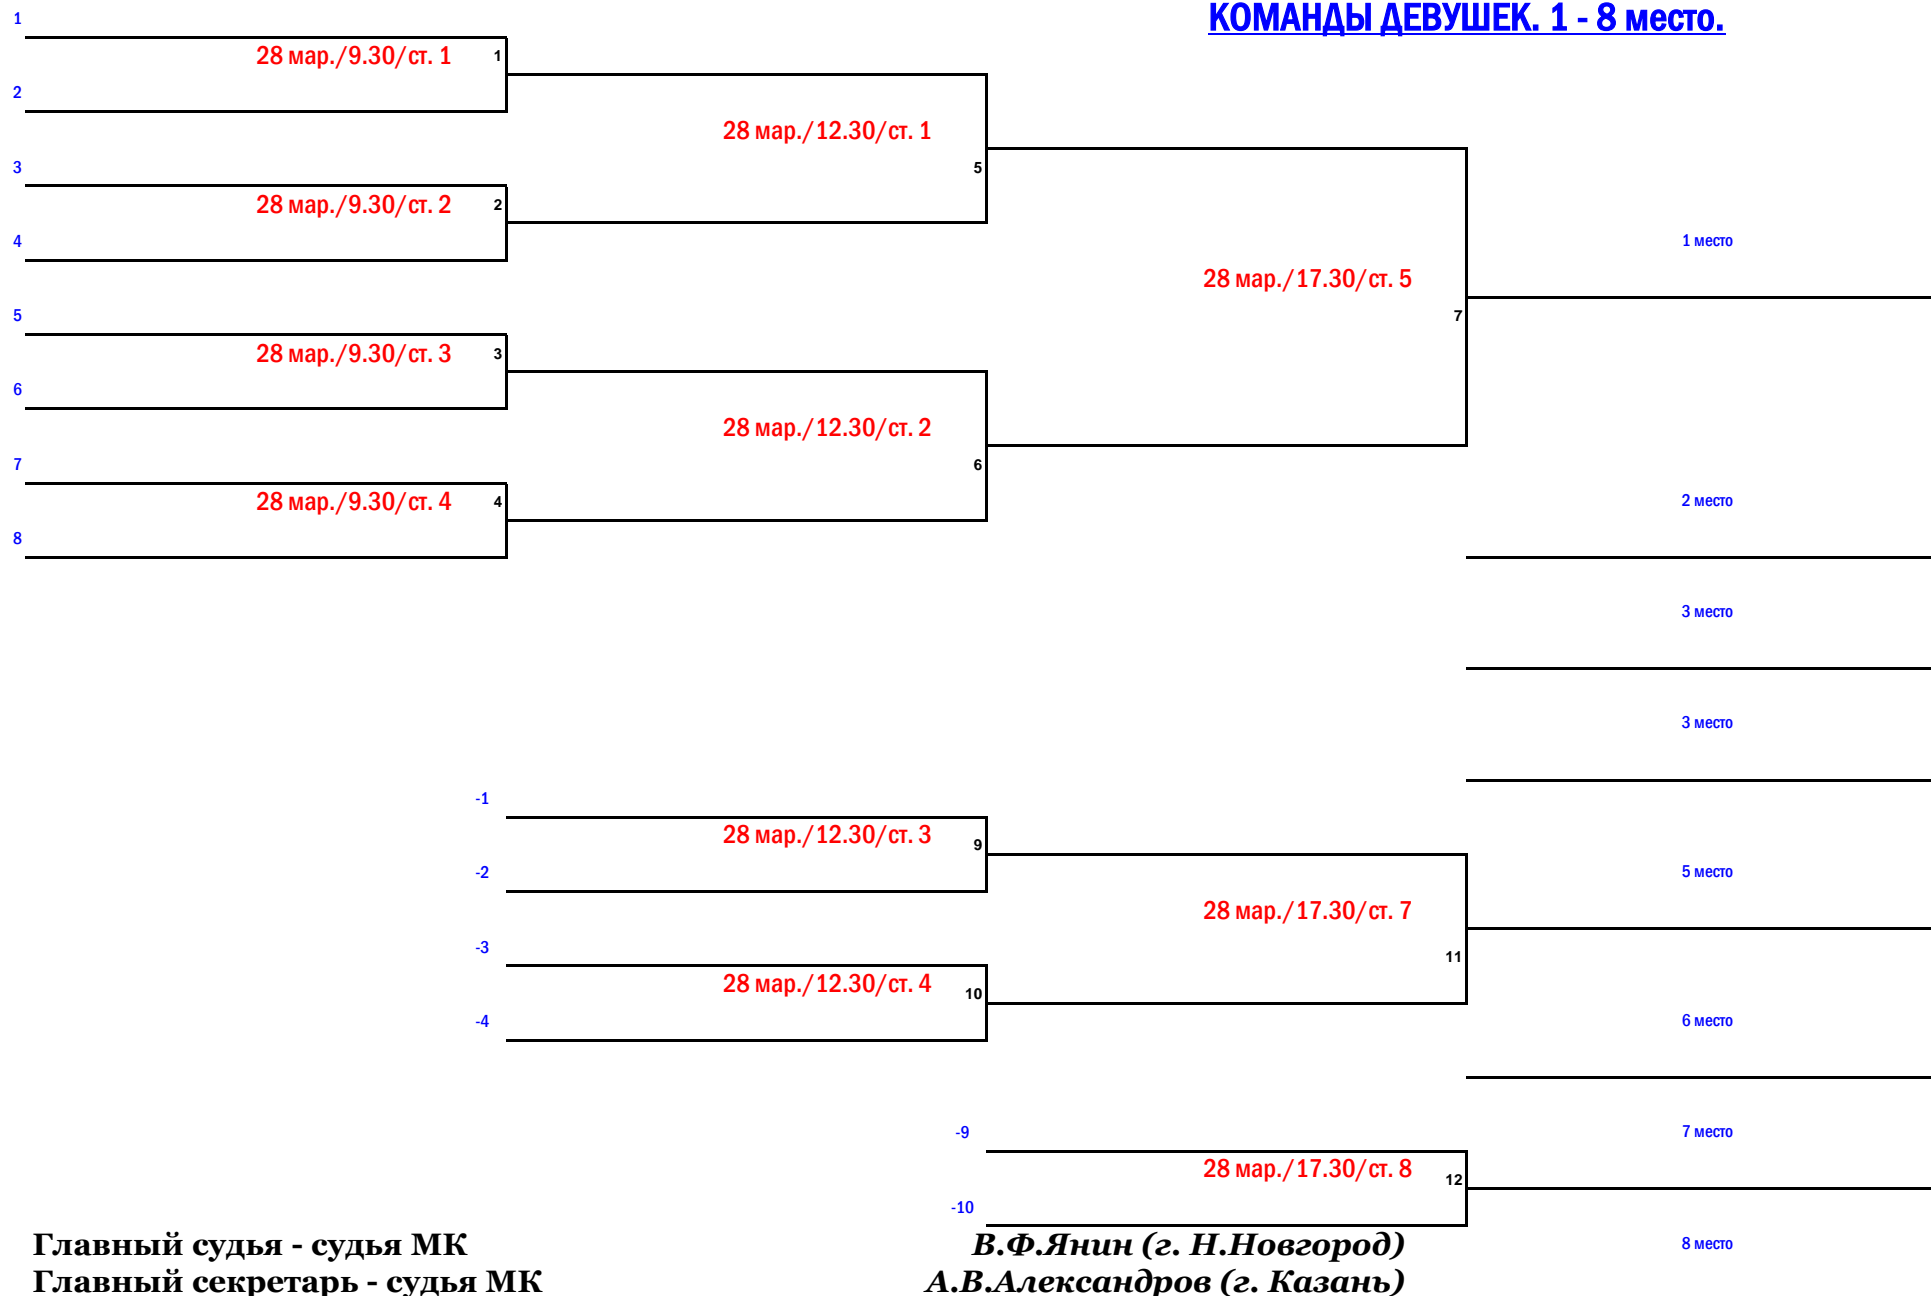 КОМАНДЫ ДЕВУШЕК. 1 - 8 место.
1
28 мар./9.30/ст. 1 1
2
28 мар./12.30/ст. 1
3
5
28 мар./9.30/ст. 2 2
4
1 место
28 мар./17.30/ст. 5
5
7
28 мар./9.30/ст. 3 3
6
28 мар./12.30/ст. 2
7
6
28 мар./9.30/ст. 4 4
2 место
8
3 место
3 место
-1
28 мар./12.30/ст. 3 9
-2
5 место
28 мар./17.30/ст. 7
-3
11
28 мар./12.30/ст. 4 10
-4
6 место
-9
7 место
28 мар./17.30/ст. 8 12
-10
Главный судья - судья МК В.Ф.Янин (г. Н.Новгород)
8 место
Главный секретарь - судья МК А.В.Александров (г. Казань)